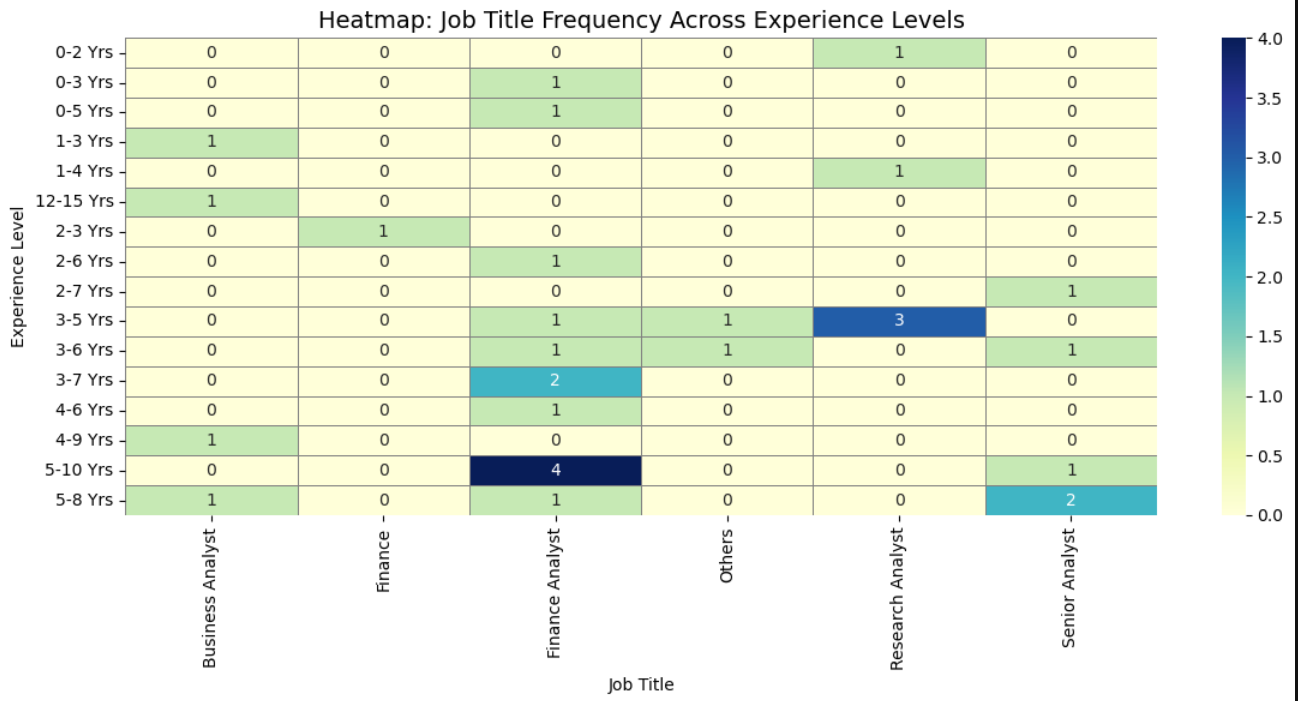 Heatmap: Job Title Frequency Across Experience Levels
0-2 Yrs 0 0 0 0 1 0
0-3 Yrs 0 0 1 0 0 0
0-5 Yrs 0 0 1 0 0 0
1-3 Yrs 1 0 0 0 0 0
1-4 Yrs 0 0 0 0 1 0
12-15 Yrs 1 0 0 0 0 0
2-3 Yrs 0 1 0 0 0 0
2-6 Yrs 0 0 1 0 0 0
2-7 Yrs 0 0 0 0 0 1
3-5 Yrs 0 0 1 1 3 0
3-6 Yrs 0 0 1 1 0 1
3-7 Yrs 0 0 2 0 0 0
4-6 Yrs 0 0 1 0 0 0
4-9 Yrs 1 0 0 0 0 0
5-10 Yrs 0 0 4 0 0 1
5-8 Yrs 1 0 1 0 0 2
Experience Level
Business Analyst
Finance
Finance Analyst
Others
Research Analyst
Senior Analyst
Job Title
4.0
3.5
3.0
2.5
2.0
1.5
1.0
0.5
0.0